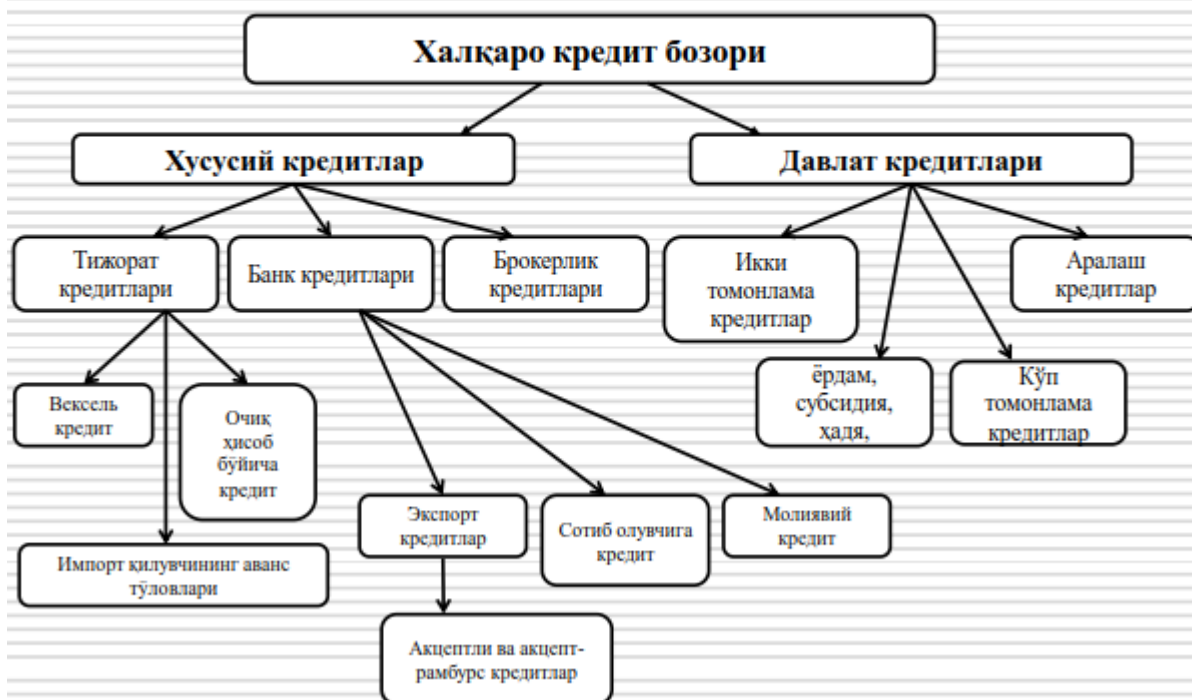 Халқаро кредит бозори
Хусусий кредитлар
Давлат кредитлари
Тижорат
кредитлари
Банк кредитлари
Брокерлик
кредитлари
Икки
томонлама
кредитлар
Аралаш
кредитлар
ёрдам,
субсидия,
ҳадя,
Кўп
томонлама
кредитлар
Вексель
кредит
Очиқ
ҳисоб
бўйича
кредит
Экспорт
кредитлар
Сотиб олувчига
кредит
Молиявий
кредит
Импорт қилувчининг аванс
тўловлари
Акцептли ва акцепт-
рамбурс кредитлар